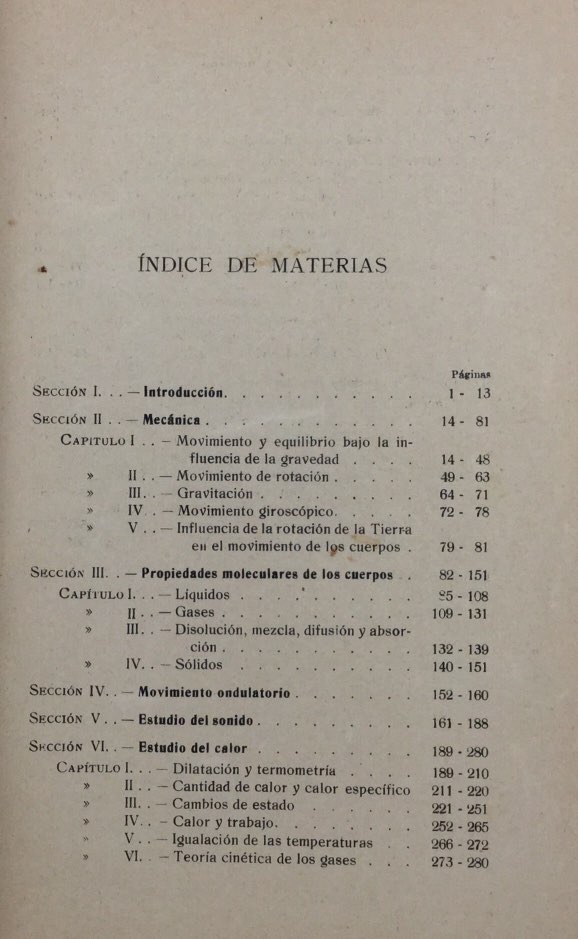 ÍNDICE DE MATERIAS
Páginas
SECCIÓN I. . . — Introducción. . . . . . . . . . . . 1 - 13
SECCIÓN II . . — Mecánica . . . . . . . . . . . . 14 - 81
CAPITULO I . . — Movimiento y equilibrio bajo la in-
fluencia de la gravedad . . . . 14 - 48
» II . . — Movimiento de rotación . . . . . 49 - 63
» III. . — Gravitación . . . . . . . . . 64 - 71
» IV . . — Movimiento giroscópico. . . . . 72 - 78
» V . . — Influencia de la rotación de la Tierra
en el movimiento de los cuerpos . 79 - 81
SECCIÓN III. . — Propiedades moleculares de los cuerpos . . 82 - 151
CAPÍTULO I. . . — Líquidos . . . . . . . . . . 85 - 108
» II . . — Gases . . . . . . . . . . . 109 - 131
» III. . — Disolución, mezcla, difusión y absor-
ción . . . . . . . . . . . 132 - 139
» IV. . — Sólidos . . . . . . . . . . 140 - 151
SECCIÓN IV. . — Movimiento ondulatorio . . . . . . . 152 - 160
SECCIÓN V . . — Estudio del sonido . . . . . . . . . 161 - 188
SECCIÓN VI. . — Estudio del calor . . . . . . . . . 189 - 280
CAPÍTULO I. . . — Dilatación y termometría . . . . 189 - 210
» II . . — Cantidad de calor y calor específico 211 - 220
» III. . — Cambios de estado . . . . . . 221 - 251
» IV. . — Calor y trabajo. . . . . . . . 252 - 265
» V . . — Igualación de las temperaturas . . 266 - 272
» VI. . — Teoría cinética de los gases . . . 273 - 280